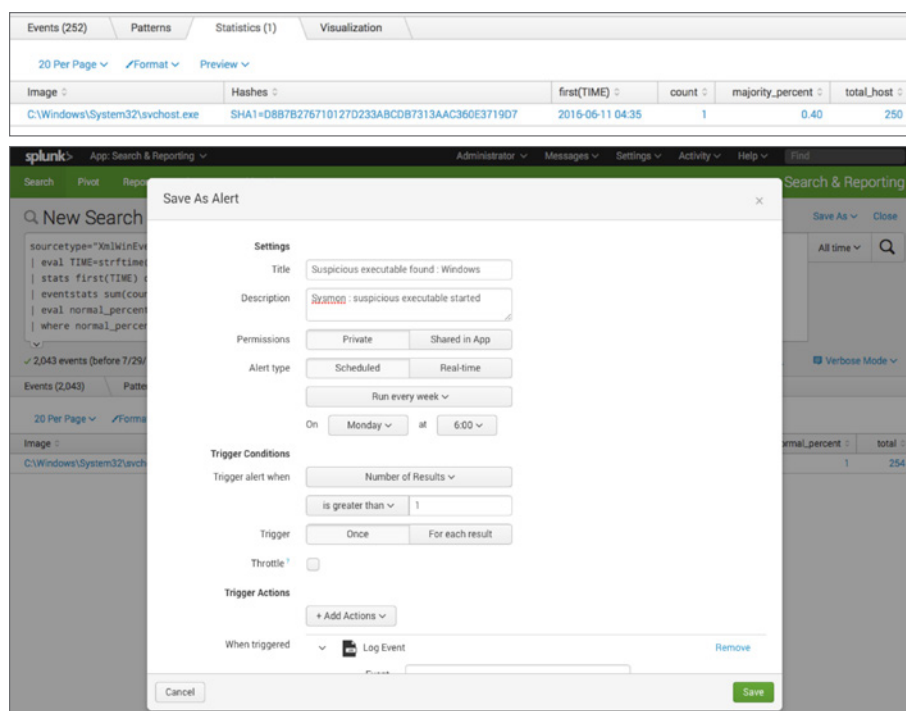 Events (252) Patterns Statistics (1) Visualization
20 Per Page Format Preview
Image Hashes first(TIME) count majority_percent total_host
C:\Windows\System32\svchost.exe SHA1=D8B7B276710127D233ABCDB7313AAC360E3719D7 2016-06-11 04:35 1 0.40 250
splunk> App: Search & Reporting Administrator Messages Settings Activity Help Find
Search Pivot Repo Search & Reporting
Save As Alert
New Search Save As Close
sourcetype="XmlWinEve All time
| eval TIME=strftime(
| stats first(TIME) c
| eventstats sum(cour
| eval normal_percent
| where normal_percer
Settings
Title Suspicious executable found : Windows
Description Sysmon : suspicious executable started
Permissions Private Shared in App
2,043 events (before 7/29/ Verbose Mode
Alert type Scheduled Real-time
Events (2,043) Patte
Run every week
20 Per Page Forma
On Monday at 6:00
Image ormal_percent total
C:\Windows\System32\svch 1 254
Trigger Conditions
Trigger alert when Number of Results
is greater than 1
Trigger Once For each result
Throttle ?
Trigger Actions
+ Add Actions
When triggered Log Event Remove
Event
Cancel Save